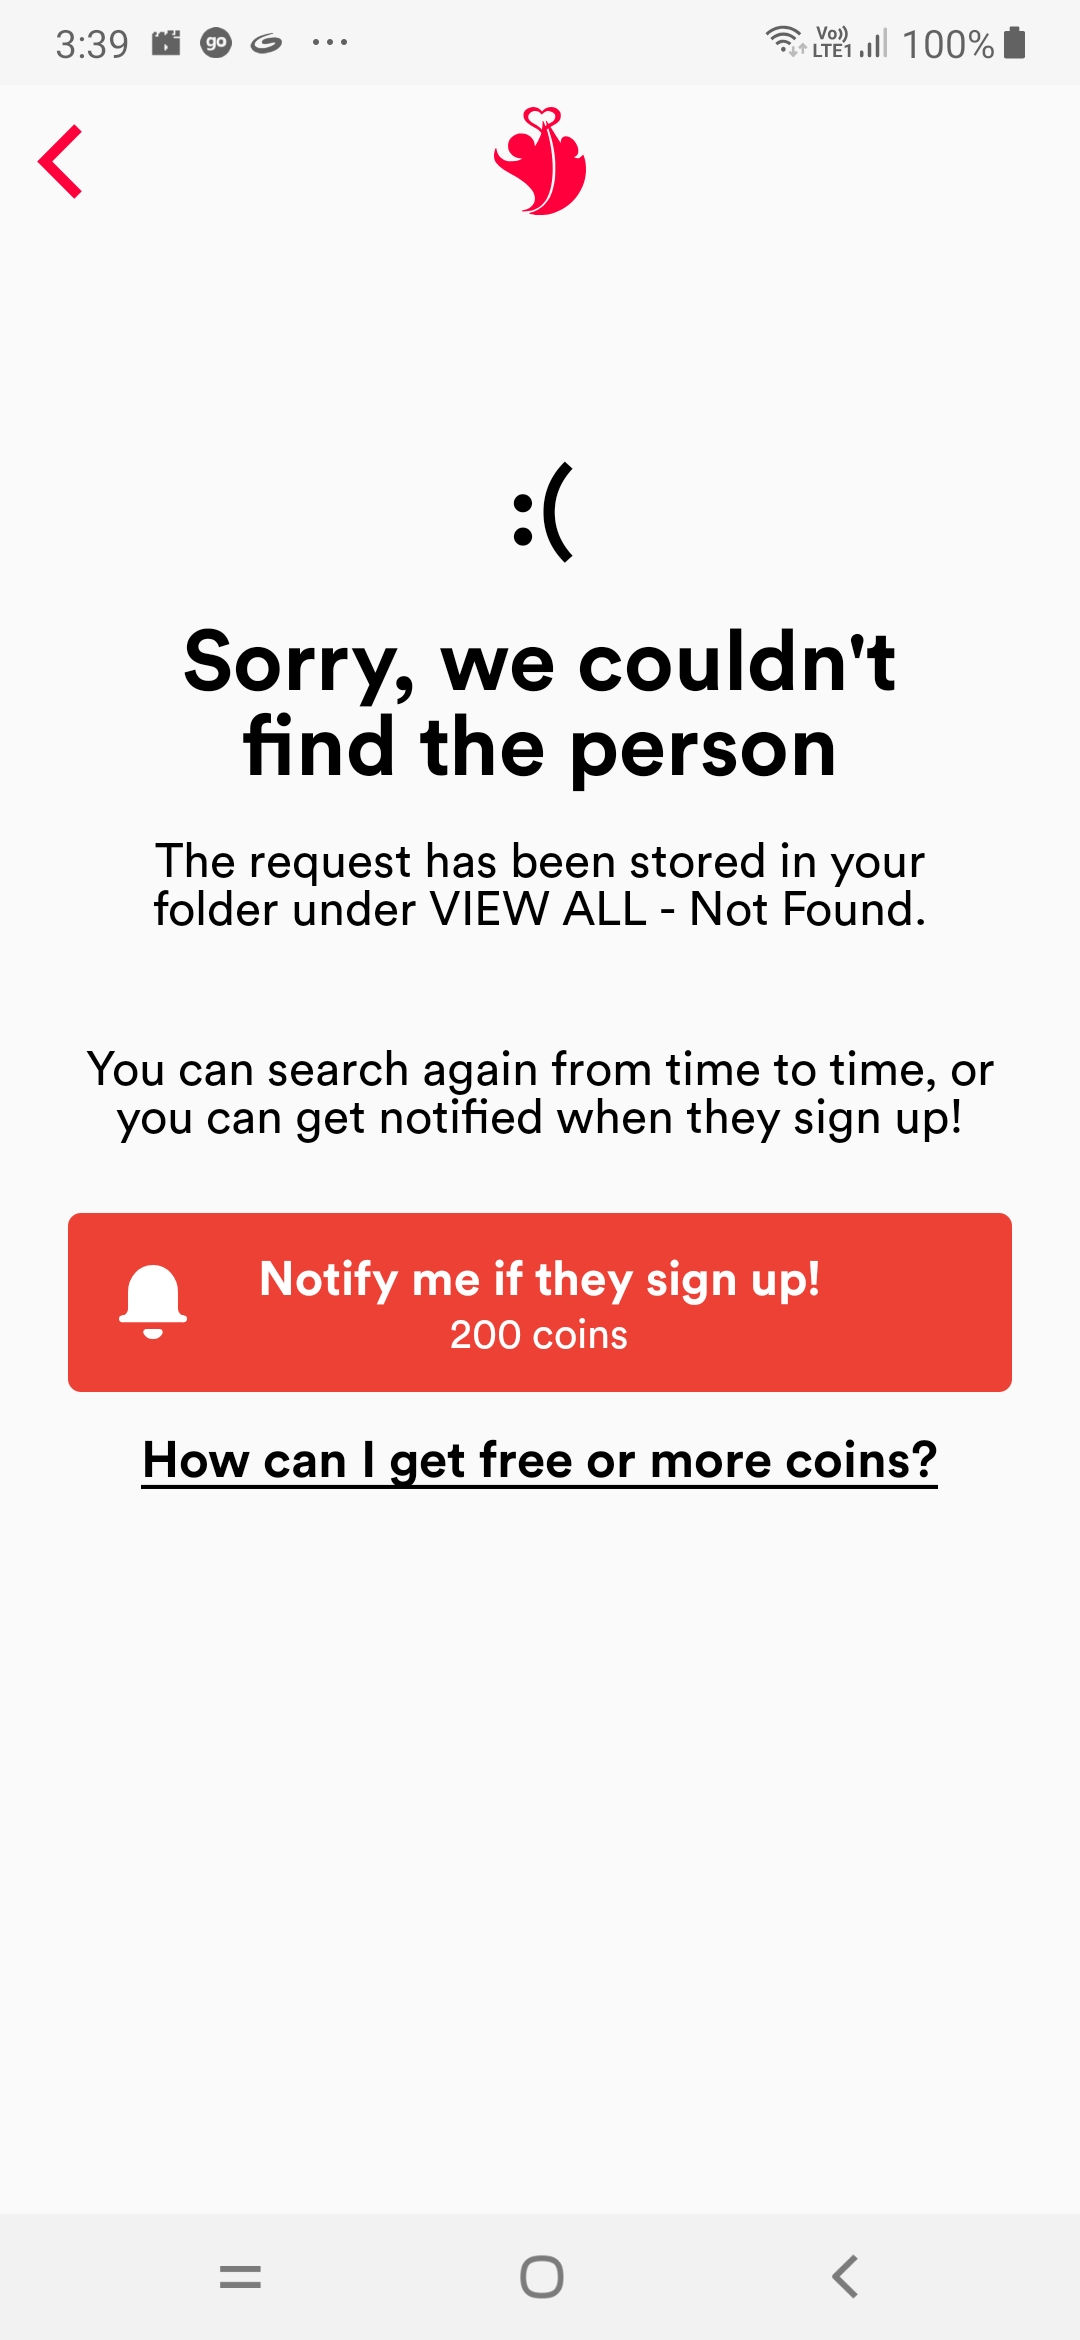 3:39 go Vo)) LTE1 100%
:(
Sorry, we couldn't
find the person
The request has been stored in your
folder under VIEW ALL - Not Found.
You can search again from time to time, or
you can get notified when they sign up!
Notify me if they sign up!
200 coins
How can I get free or more coins?